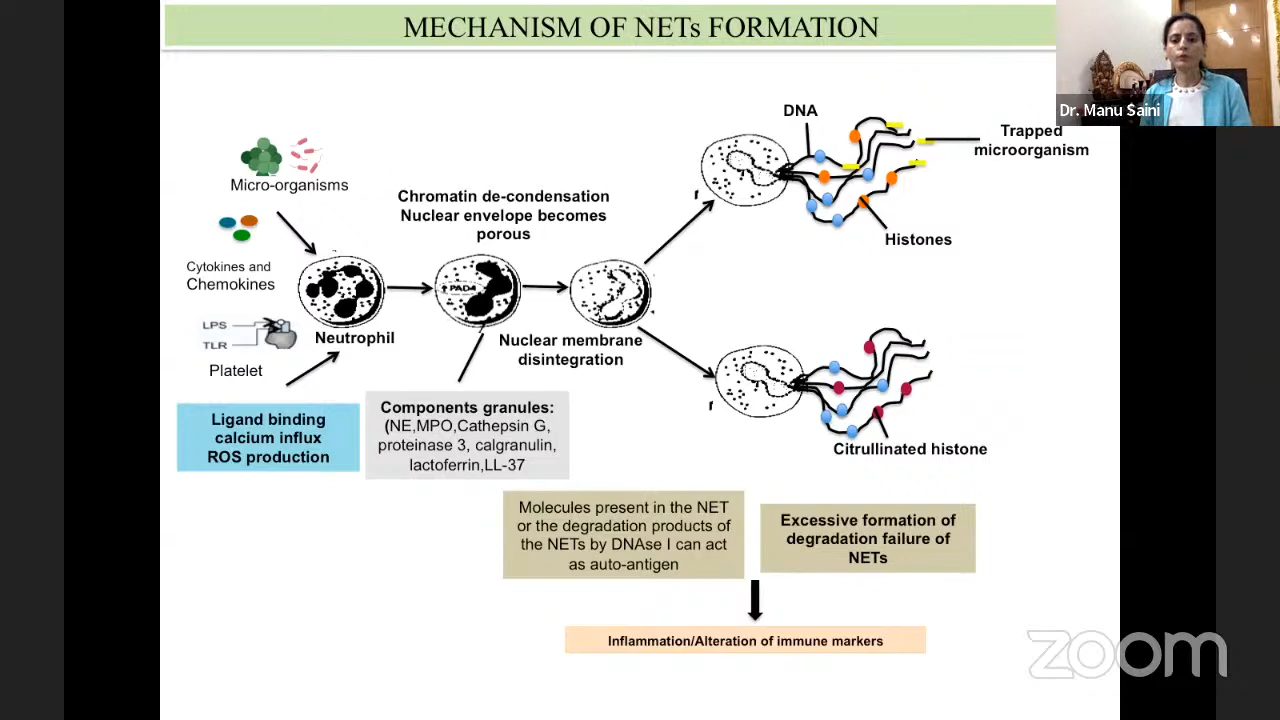 MECHANISM OF NETs FORMATION
Dr. Manu Saini
DNA
Trapped
microorganism
Micro-organisms
Chromatin de-condensation
Nuclear envelope becomes
porous
Histones
Cytokines and
Chemokines
PAD4
LPS
TLR
Neutrophil
Nuclear membrane
disintegration
Platelet
Ligand binding
calcium influx
ROS production
Components granules:
(NE,MPO,Cathepsin G,
proteinase 3, calgranulin,
lactoferrin,LL-37
Citrullinated histone
Molecules present in the NET
or the degradation products of
the NETs by DNAse I can act
as auto-antigen
Excessive formation of
degradation failure of
NETs
Inflammation/Alteration of immune markers
zoom